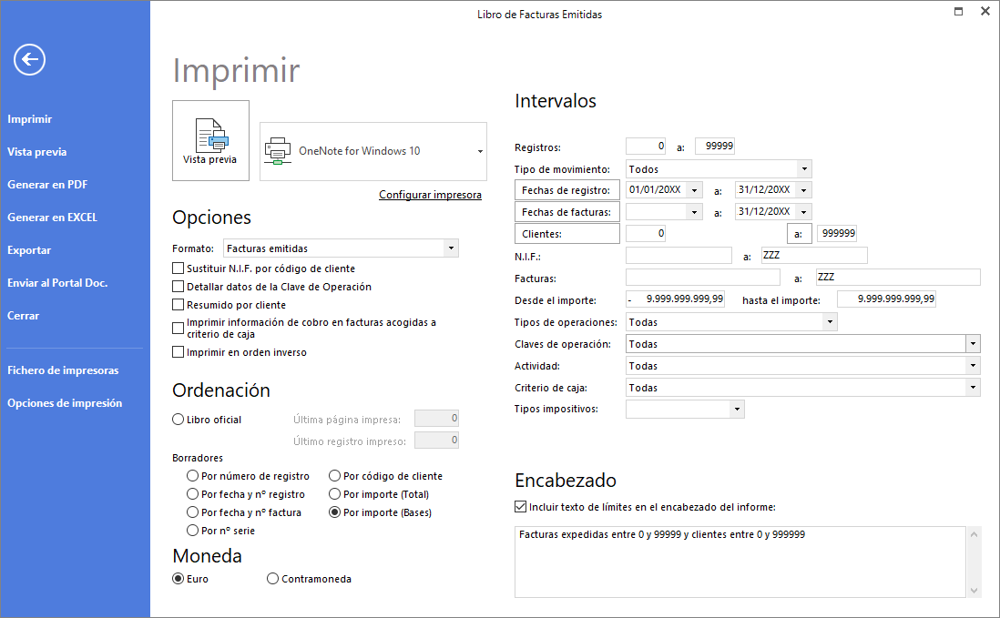 Libro de Facturas Emitidas
Imprimir
Vista previa
Generar en PDF
Generar en EXCEL
Exportar
Enviar al Portal Doc.
Cerrar
Fichero de impresoras
Opciones de impresión
Imprimir
Vista previa
OneNote for Windows 10
Configurar impresora
Opciones
Formato: Facturas emitidas
Sustituir N.I.F. por código de cliente
Detallar datos de la Clave de Operación
Resumido por cliente
Imprimir información de cobro en facturas acogidas a
criterio de caja
Imprimir en orden inverso
Ordenación
Libro oficial Última página impresa: 0
Último registro impreso: 0
Borradores
Por número de registro Por código de cliente
Por fecha y nº registro Por importe (Total)
Por fecha y nº factura Por importe (Bases)
Por nº serie
Moneda
Euro Contramoneda
Intervalos
Registros: 0 a: 99999
Tipo de movimiento: Todos
Fechas de registro: 01/01/20XX a: 31/12/20XX
Fechas de facturas: a: 31/12/20XX
Clientes: 0 a: 999999
N.I.F.: a: ZZZ
Facturas: a: ZZZ
Desde el importe: - 9.999.999.999,99 hasta el importe: 9.999.999.999,99
Tipos de operaciones: Todas
Claves de operación: Todas
Actividad: Todas
Criterio de caja: Todas
Tipos impositivos:
Encabezado
Incluir texto de límites en el encabezado del informe:
Facturas expedidas entre 0 y 99999 y clientes entre 0 y 999999